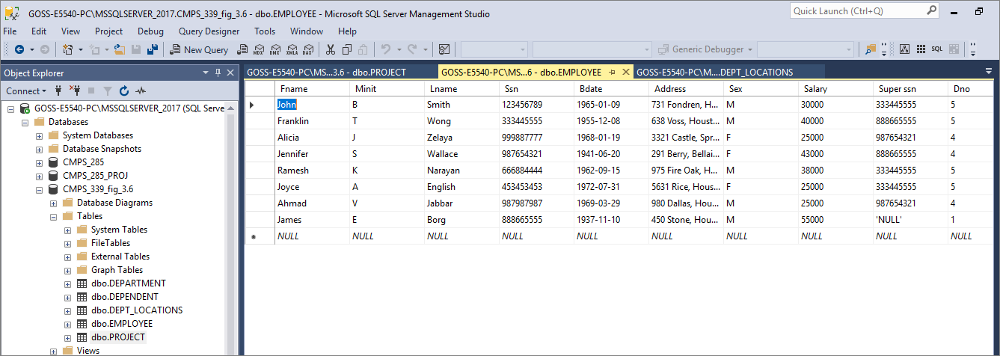 GOSS-E5540-PC\MSSQLSERVER_2017.CMPS_339_fig_3.6 - dbo.EMPLOYEE - Microsoft SQL Server Management Studio
Quick Launch (Ctrl+Q)
File Edit View Project Debug Query Designer Tools Window Help
New Query MDX DMX XMLA DAX Generic Debugger SQL
Object Explorer
GOSS-E5540-PC\MS...3.6 - dbo.PROJECT GOSS-E5540-PC\MS...6 - dbo.EMPLOYEE GOSS-E5540-PC\M....DEPT_LOCATIONS
Connect
GOSS-E5540-PC\MSSQLSERVER_2017 (SQL Serve
Databases
System Databases
Database Snapshots
CMPS_285
CMPS_285_PROJ
CMPS_339_fig_3.6
Database Diagrams
Tables
System Tables
FileTables
External Tables
Graph Tables
dbo.DEPARTMENT
dbo.DEPENDENT
dbo.DEPT_LOCATIONS
dbo.EMPLOYEE
dbo.PROJECT
Views
Fname Minit Lname Ssn Bdate Address Sex Salary Super ssn Dno
John B Smith 123456789 1965-01-09 731 Fondren, H... M 30000 333445555 5
Franklin T Wong 333445555 1955-12-08 638 Voss, Houst... M 40000 888665555 5
Alicia J Zelaya 999887777 1968-01-19 3321 Castle, Spr... F 25000 987654321 4
Jennifer S Wallace 987654321 1941-06-20 291 Berry, Bellai... F 43000 888665555 4
Ramesh K Narayan 666884444 1962-09-15 975 Fire Oak, H... M 38000 333445555 5
Joyce A English 453453453 1972-07-31 5631 Rice, Hous... F 25000 333445555 5
Ahmad V Jabbar 987987987 1969-03-29 980 Dallas, Hou... M 25000 987654321 4
James E Borg 888665555 1937-11-10 450 Stone, Hou... M 55000 'NULL' 1
NULL NULL NULL NULL NULL NULL NULL NULL NULL NULL